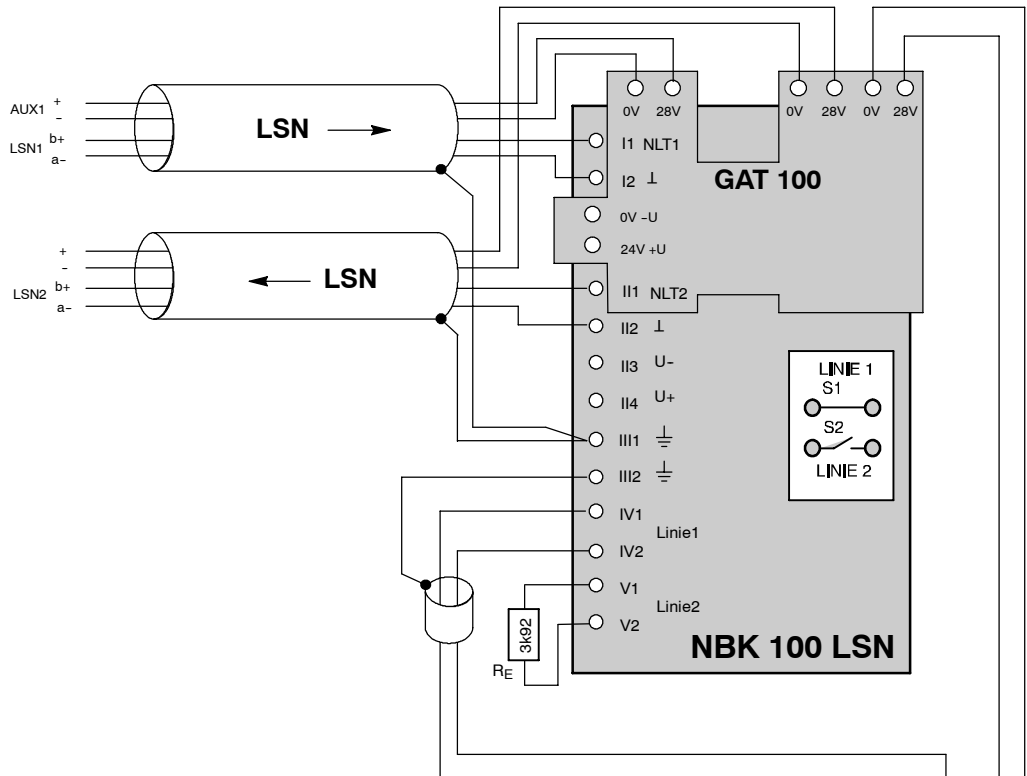 AUX1 +
−
LSN1 b+
a−
LSN
+
−
LSN2 b+
a−
LSN
0V 28V
0V 28V 0V 28V
I1 NLT1
I2 ⊥
GAT 100
0V −U
24V +U
II1 NLT2
II2 ⊥
II3 U−
II4 U+
III1 ⏚
III2 ⏚
IV1
Linie1
IV2
V1
Linie2
V2
LINIE 1
S1
S2
LINIE 2
3k92
RE
NBK 100 LSN